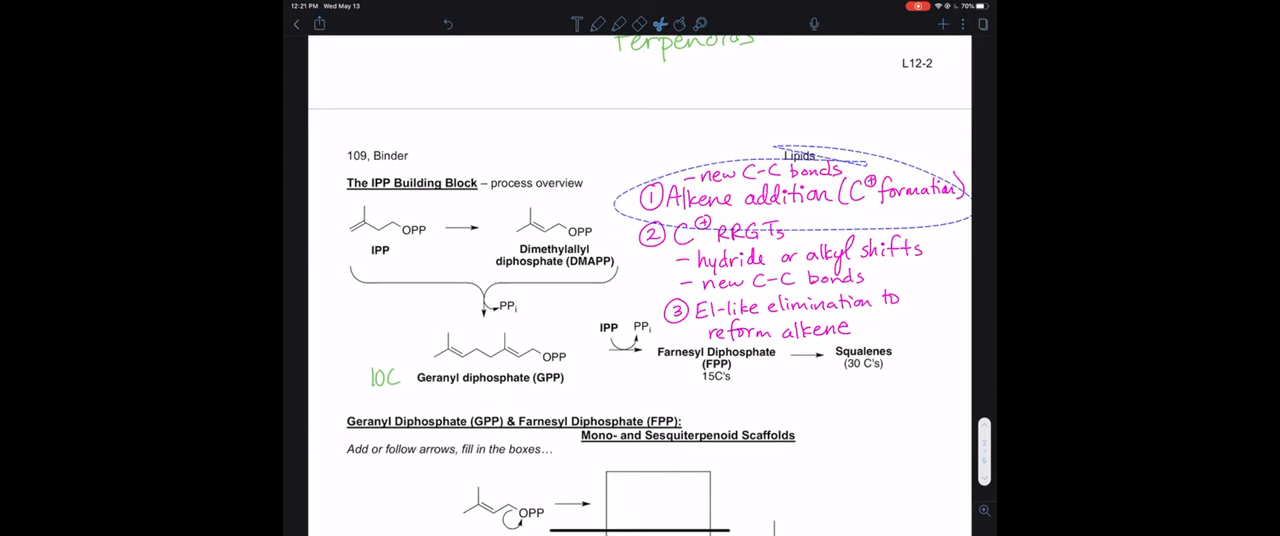 12:21 PM Wed May 13
70%
Terpenoids
L12-2
109, Binder
Lipids
The IPP Building Block – process overview
- new C-C bonds
① Alkene addition (C⊕ formation)
② C⊕ RRGTs
- hydride or alkyl shifts
- new C-C bonds
③ E1-like elimination to
reform alkene
OPP
IPP
OPP
Dimethylallyl
diphosphate (DMAPP)
PPi
OPP
10C
Geranyl diphosphate (GPP)
IPP PPi
Farnesyl Diphosphate
(FPP)
15C's
Squalenes
(30 C's)
Geranyl Diphosphate (GPP) & Farnesyl Diphosphate (FPP):
Mono- and Sesquiterpenoid Scaffolds
Add or follow arrows, fill in the boxes…
OPP